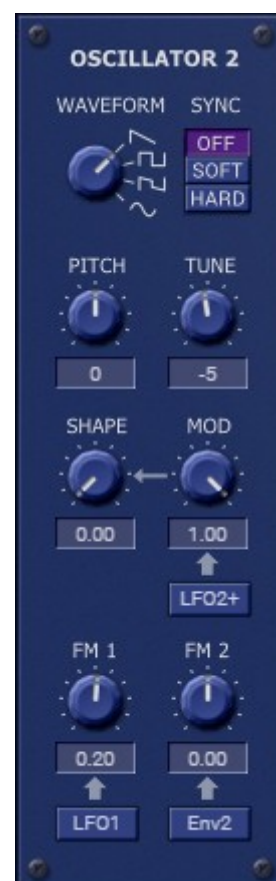 OSCILLATOR 2
WAVEFORM SYNC
OFF
SOFT
HARD
PITCH TUNE
0 -5
SHAPE MOD
0.00 1.00
LFO2+
FM 1 FM 2
0.20 0.00
LFO1 Env2